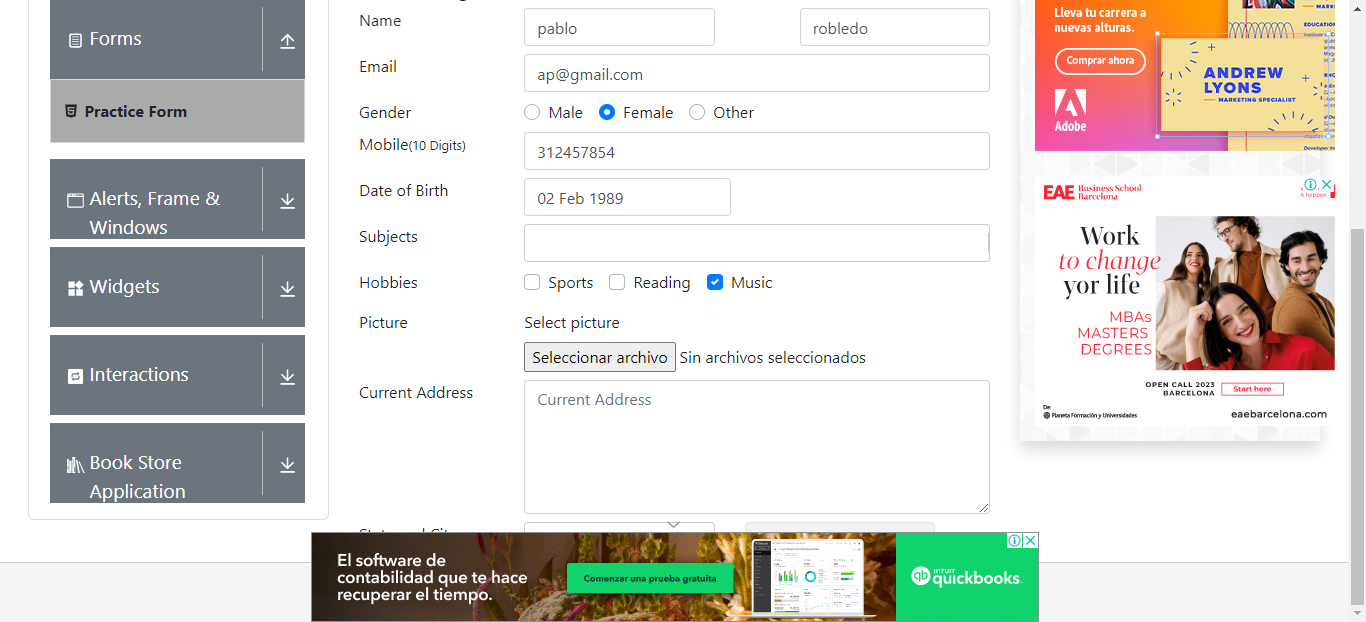 Forms
Practice Form
Alerts, Frame &
Windows
Widgets
Interactions
Book Store
Application
Name
pablo
robledo
Email
ap@gmail.com
Gender
Male
Female
Other
Mobile(10 Digits)
312457854
Date of Birth
02 Feb 1989
Subjects
Hobbies
Sports
Reading
Music
Picture
Select picture
Seleccionar archivo Sin archivos seleccionados
Current Address
Current Address
Lleva tu carrera a
nuevas alturas.
Comprar ahora
Adobe
ANDREW
LYONS
MARKETING SPECIALIST
EAE Business School
Barcelona
Work
to change
yor life
MBAs
MASTERS
DEGREES
OPEN CALL 2023
BARCELONA
Start here
De:
Planeta Formación y Universidades
eaebarcelona.com
El software de
contabilidad que te hace
recuperar el tiempo.
Comenzar una prueba gratuita
INTUIT
quickbooks.